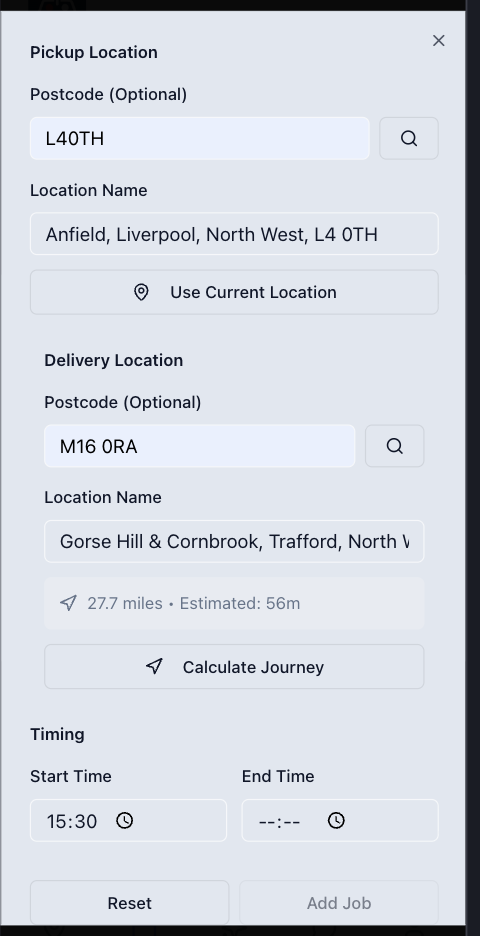 Pickup Location
Postcode (Optional)
L40TH
Location Name
Anfield, Liverpool, North West, L4 0TH
Use Current Location
Delivery Location
Postcode (Optional)
M16 0RA
Location Name
Gorse Hill & Cornbrook, Trafford, North
27.7 miles • Estimated: 56m
Calculate Journey
Timing
Start Time
End Time
15:30
--:--
Reset
Add Job